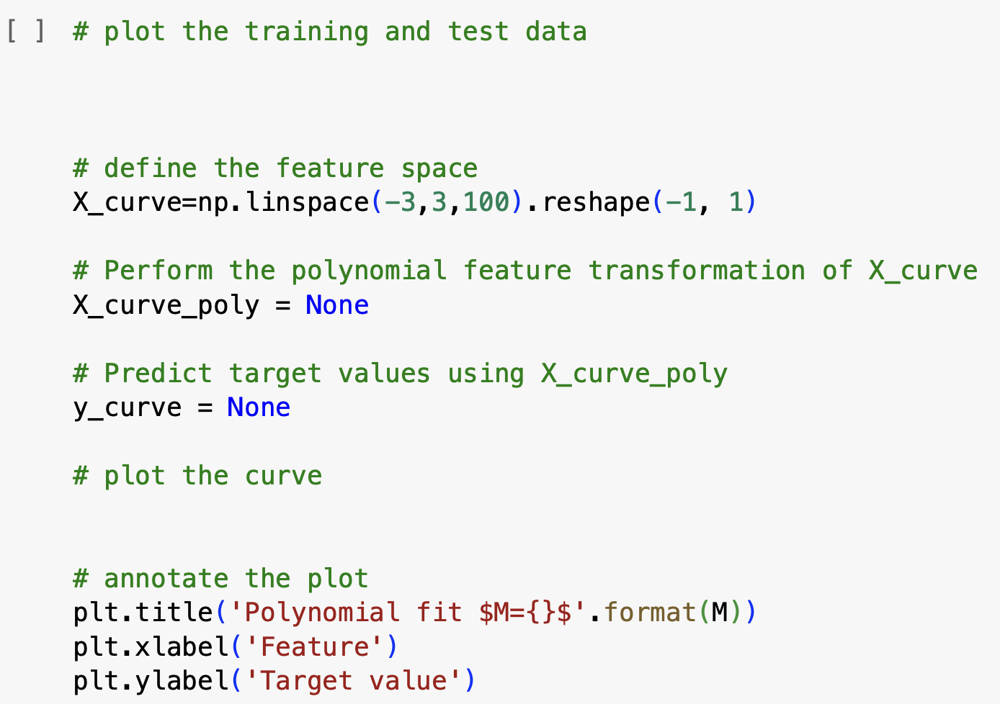 [ ] # plot the training and test data
# define the feature space
X_curve=np.linspace(-3,3,100).reshape(-1, 1)
# Perform the polynomial feature transformation of X_curve
X_curve_poly = None
# Predict target values using X_curve_poly
y_curve = None
# plot the curve
# annotate the plot
plt.title('Polynomial fit $M={}$'.format(M))
plt.xlabel('Feature')
plt.ylabel('Target value')